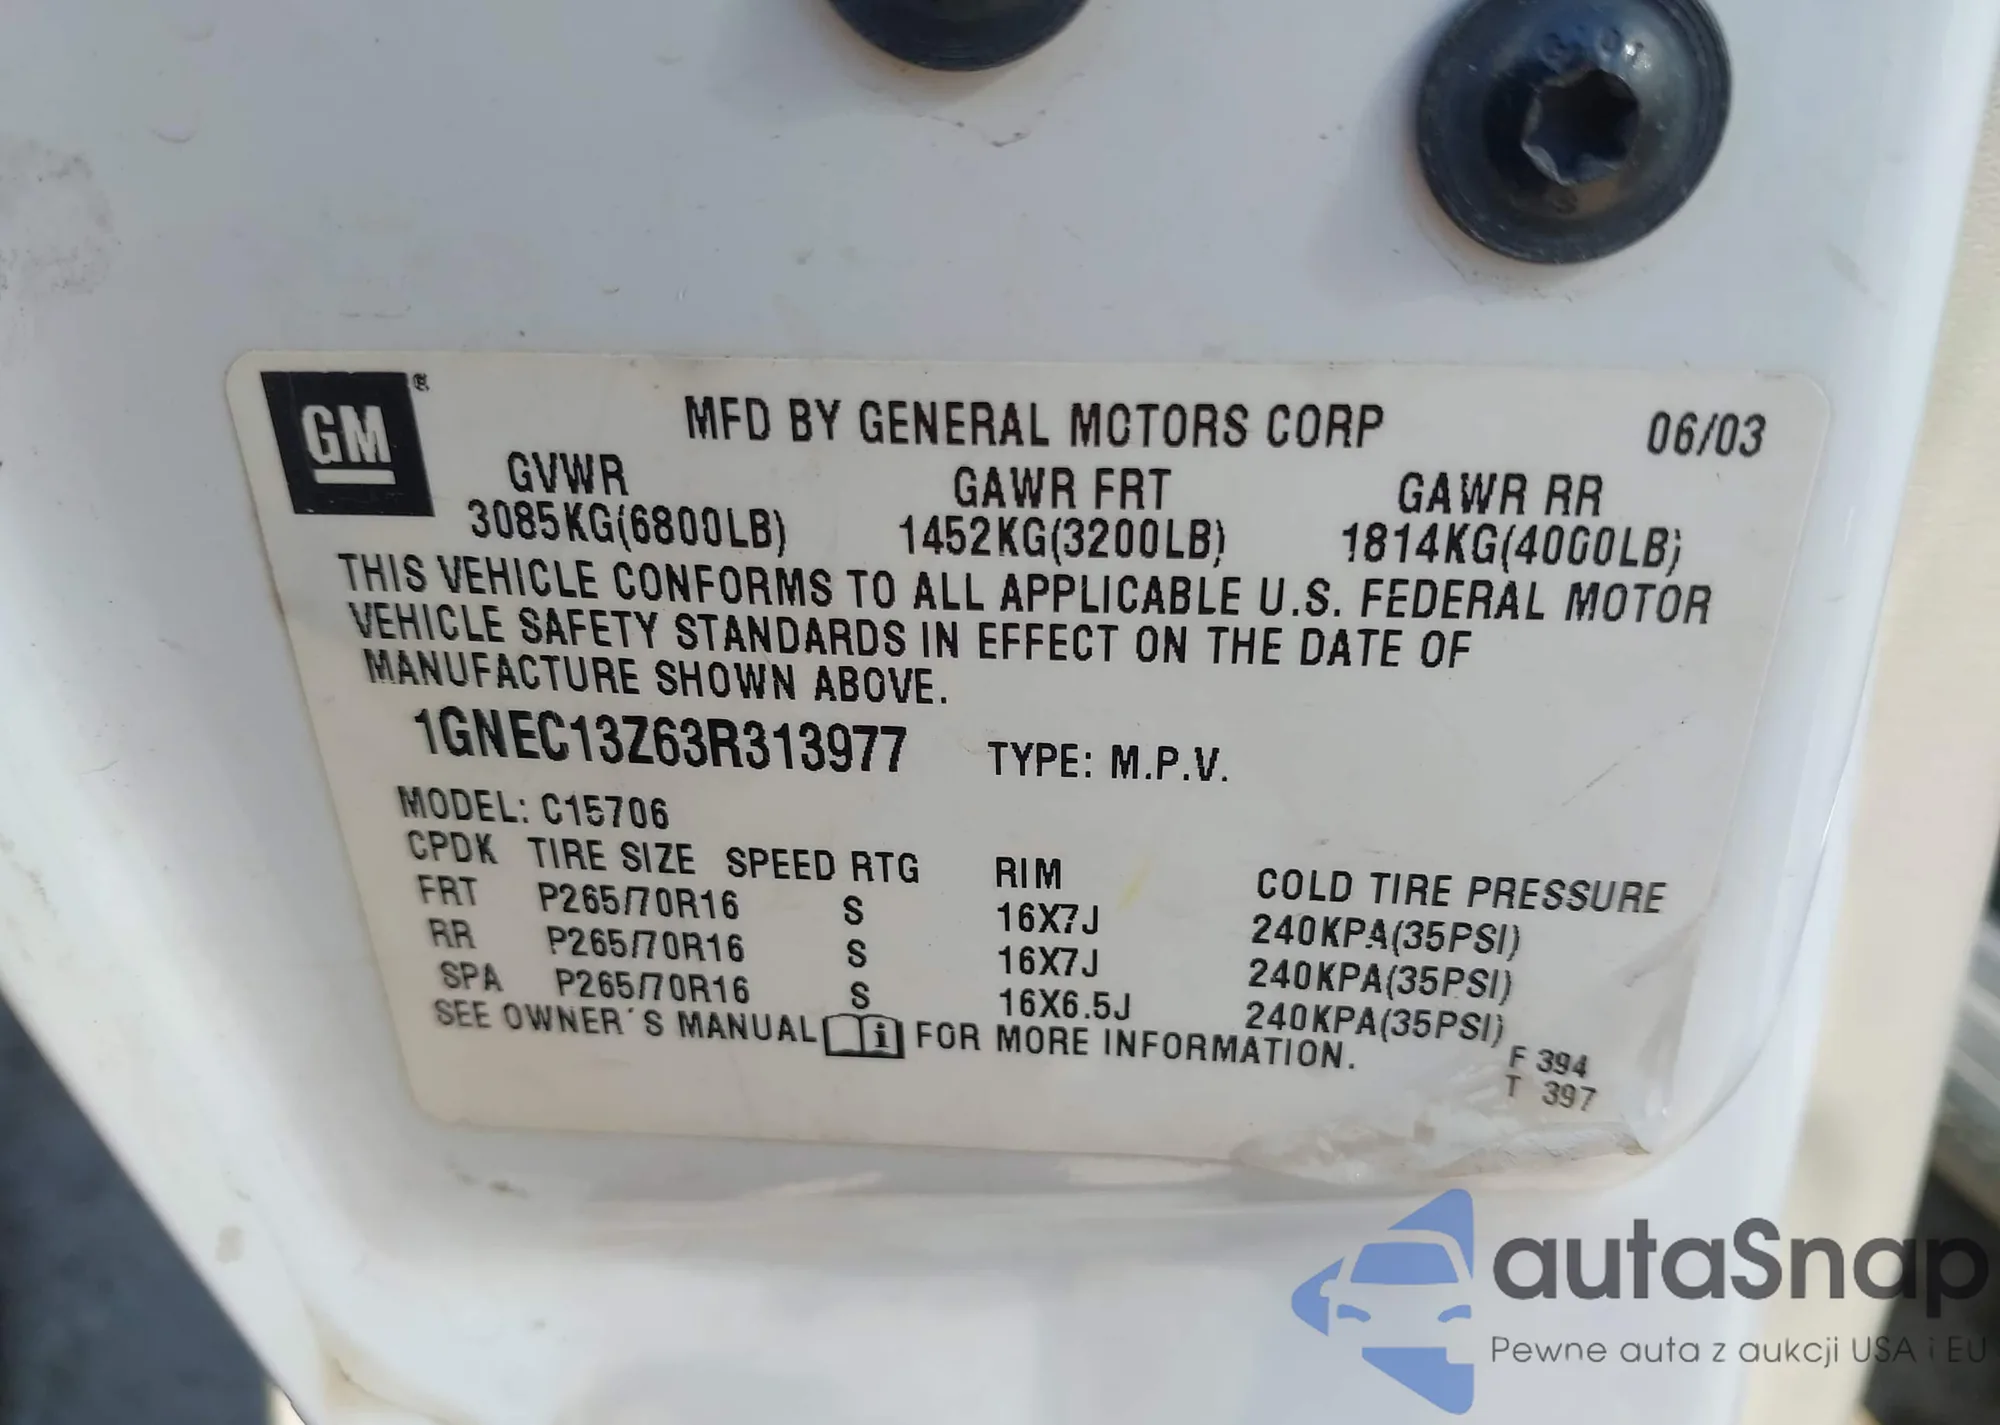 GM®
MFD BY GENERAL MOTORS CORP 06/03
GVWR GAWR FRT GAWR RR
3085KG(6800LB) 1452KG(3200LB) 1814KG(4000LB)
THIS VEHICLE CONFORMS TO ALL APPLICABLE U.S. FEDERAL MOTOR
VEHICLE SAFETY STANDARDS IN EFFECT ON THE DATE OF
MANUFACTURE SHOWN ABOVE.
1GNEC13Z63R313977 TYPE: M.P.V.
MODEL: C15706
CPDK TIRE SIZE SPEED RTG RIM COLD TIRE PRESSURE
FRT P265/70R16 S 16X7J 240KPA(35PSI)
RR P265/70R16 S 16X7J 240KPA(35PSI)
SPA P265/70R16 S 16X6.5J 240KPA(35PSI)
SEE OWNER'S MANUAL i FOR MORE INFORMATION.
F 394
T 397
autaSnap
Pewne auta z aukcji USA i EU